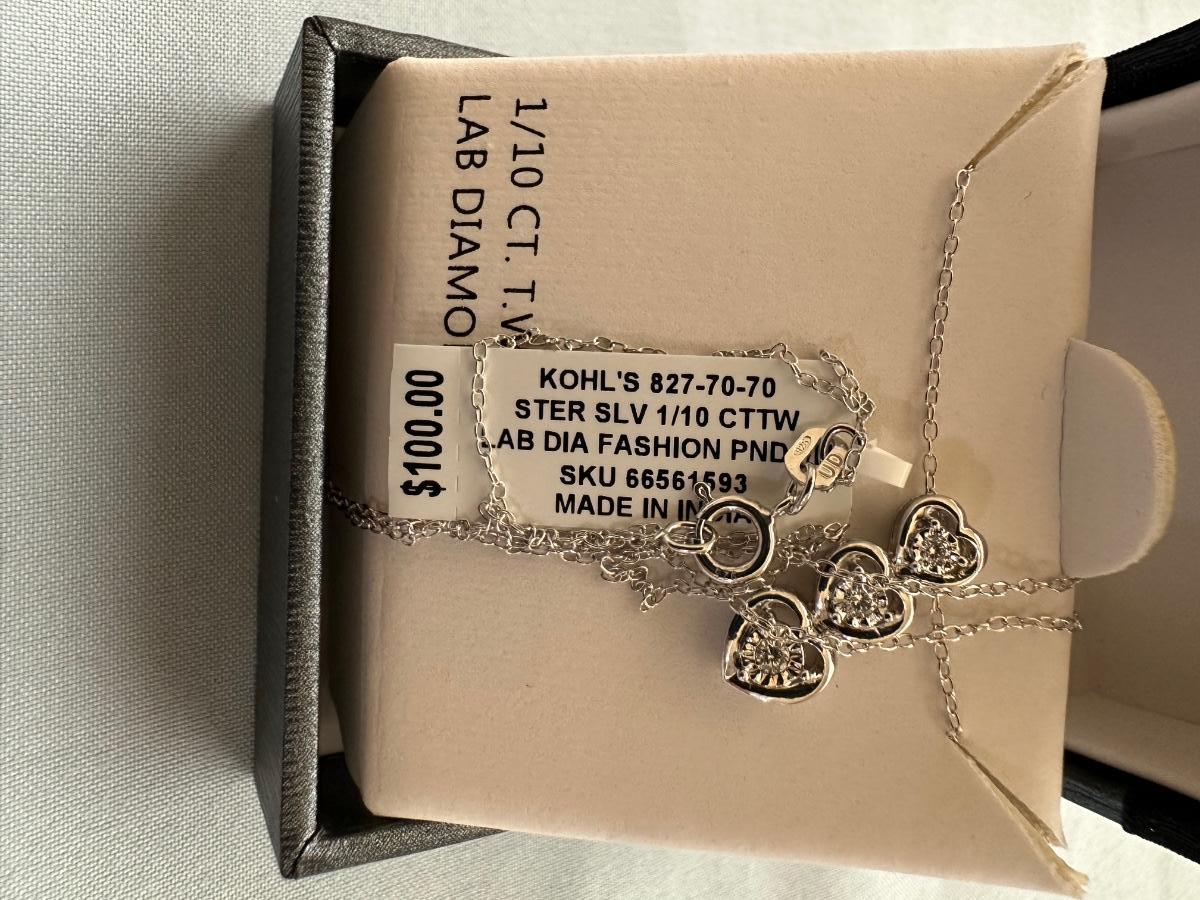 1/10 CT. T.W
LAB DIAMO
$100.00
KOHL'S 827-70-70
STER SLV 1/10 CTTW
LAB DIA FASHION PND
SKU 66561593
MADE IN INDIA
925